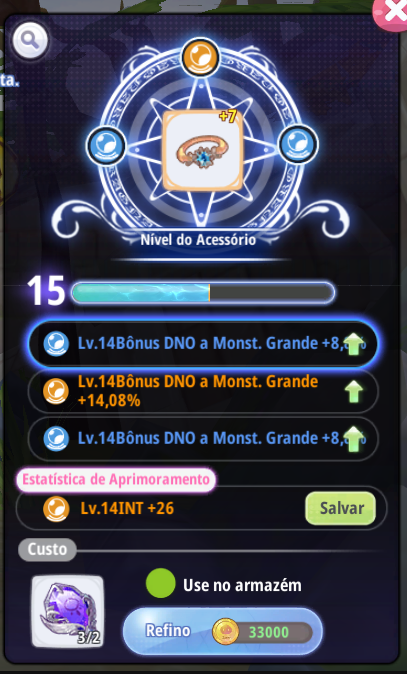 ta.
+7
Nível do Acessório
15
Lv.14Bônus DNO a Monst. Grande +8,
Lv.14Bônus DNO a Monst. Grande
+14,08%
Lv.14Bônus DNO a Monst. Grande +8,
Estatística de Aprimoramento
Lv.14INT +26
Salvar
Custo
Use no armazém
3/2
Refino
33000